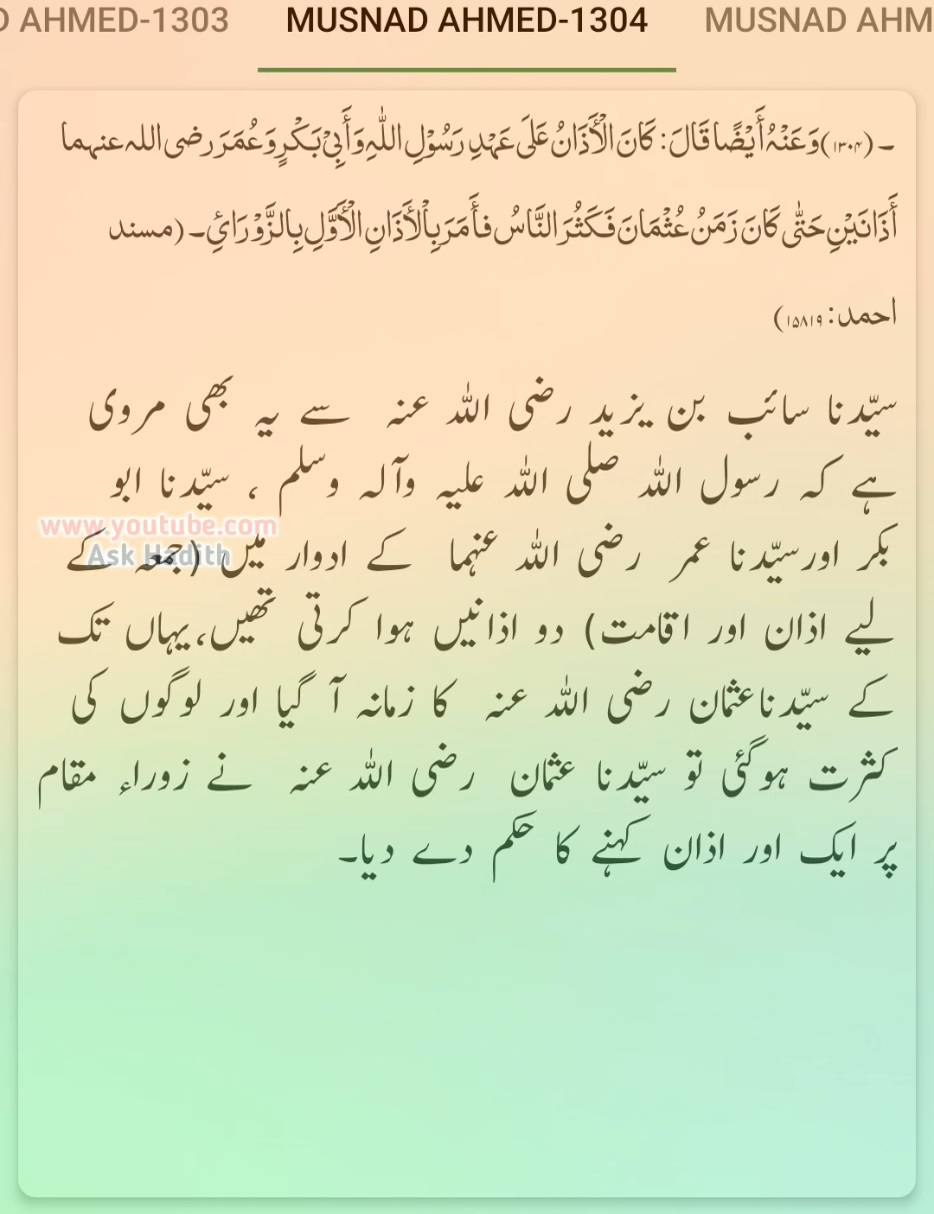 D AHMED-1303 MUSNAD AHMED-1304 MUSNAD AHM
۔ (۱۳۰۴) وَعَنْہُ أَیْضًا قَالَ: کَانَ الْأَذَانُ عَلَی عَہْدِ رَسُوْلِ اللّٰہِ وَأَبِیْ بَکْرٍ وَعُمَرَ رضی اللہ عنہما
أَذَانَیْنِ حَتّٰی کَانَ زَمَنُ عُثْمَانَ فَکَثُرَ النَّاسُ فأَمَرَ بِاْلأَذَانِ الْأَوَّلِ بِالزَّوْرَائِ۔ (مسند
احمد: ۱۵۸۱۹)
سیّدنا سائب بن یزید رضی اللہ عنہ سے یہ بھی مروی
ہے کہ رسول اللہ صلی اللہ علیہ وآلہ وسلم ، سیّدنا ابو
www.youtube.com
بکر اورسیّدنا عمر رضی اللہ عنہما کے ادوار میں (جمعہ کے
Ask Hadith
لیے اذان اور اقامت) دو اذانیں ہوا کرتی تھیں،یہاں تک
کے سیّدناعثمان رضی اللہ عنہ کا زمانہ آ گیا اور لوگوں کی
کثرت ہوگئی تو سیّدنا عثمان رضی اللہ عنہ نے زوراء مقام
پر ایک اور اذان کہنے کا حکم دے دیا۔